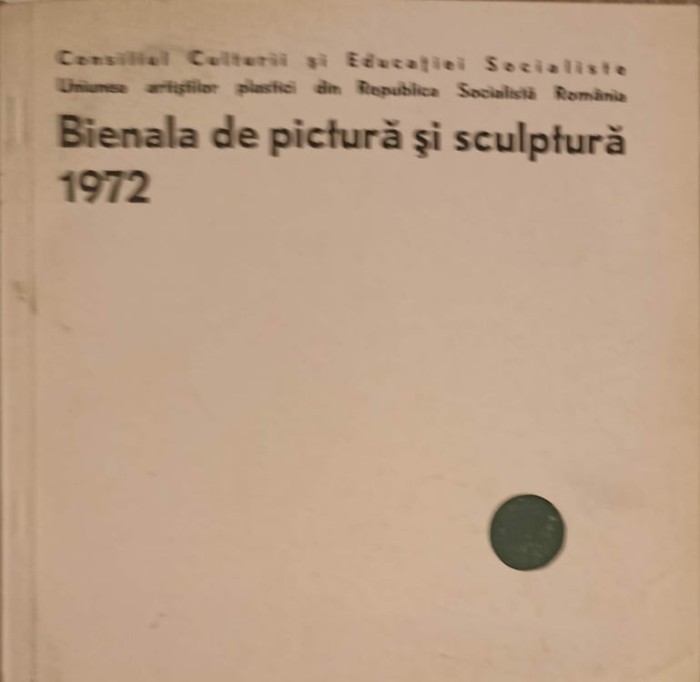 Consiliul Culturii şi Educaţiei Socialiste
Uniunea artiştilor plastici din Republica Socialistă România
Bienala de pictură şi sculptură
1972